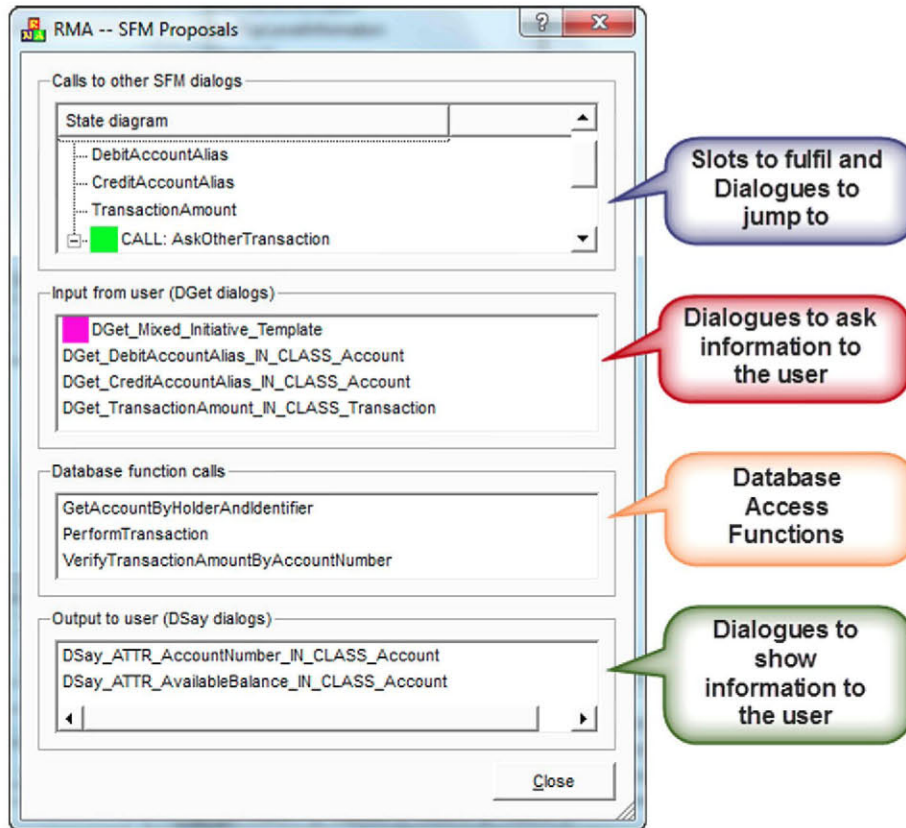 RMA -- SFM Proposals
Calls to other SFM dialogs
State diagram
DebitAccountAlias
CreditAccountAlias
TransactionAmount
CALL: AskOtherTransaction
Slots to fulfil and
Dialogues to
jump to
Input from user (DGet dialogs)
DGet_Mixed_Initiative_Template
DGet_DebitAccountAlias_IN_CLASS_Account
DGet_CreditAccountAlias_IN_CLASS_Account
DGet_TransactionAmount_IN_CLASS_Transaction
Dialogues to ask
information to
the user
Database function calls
GetAccountByHolderAndIdentifier
PerformTransaction
VerifyTransactionAmountByAccountNumber
Database
Access
Functions
Output to user (DSay dialogs)
DSay_ATTR_AccountNumber_IN_CLASS_Account
DSay_ATTR_AvailableBalance_IN_CLASS_Account
Dialogues to
show
information to
the user
Close